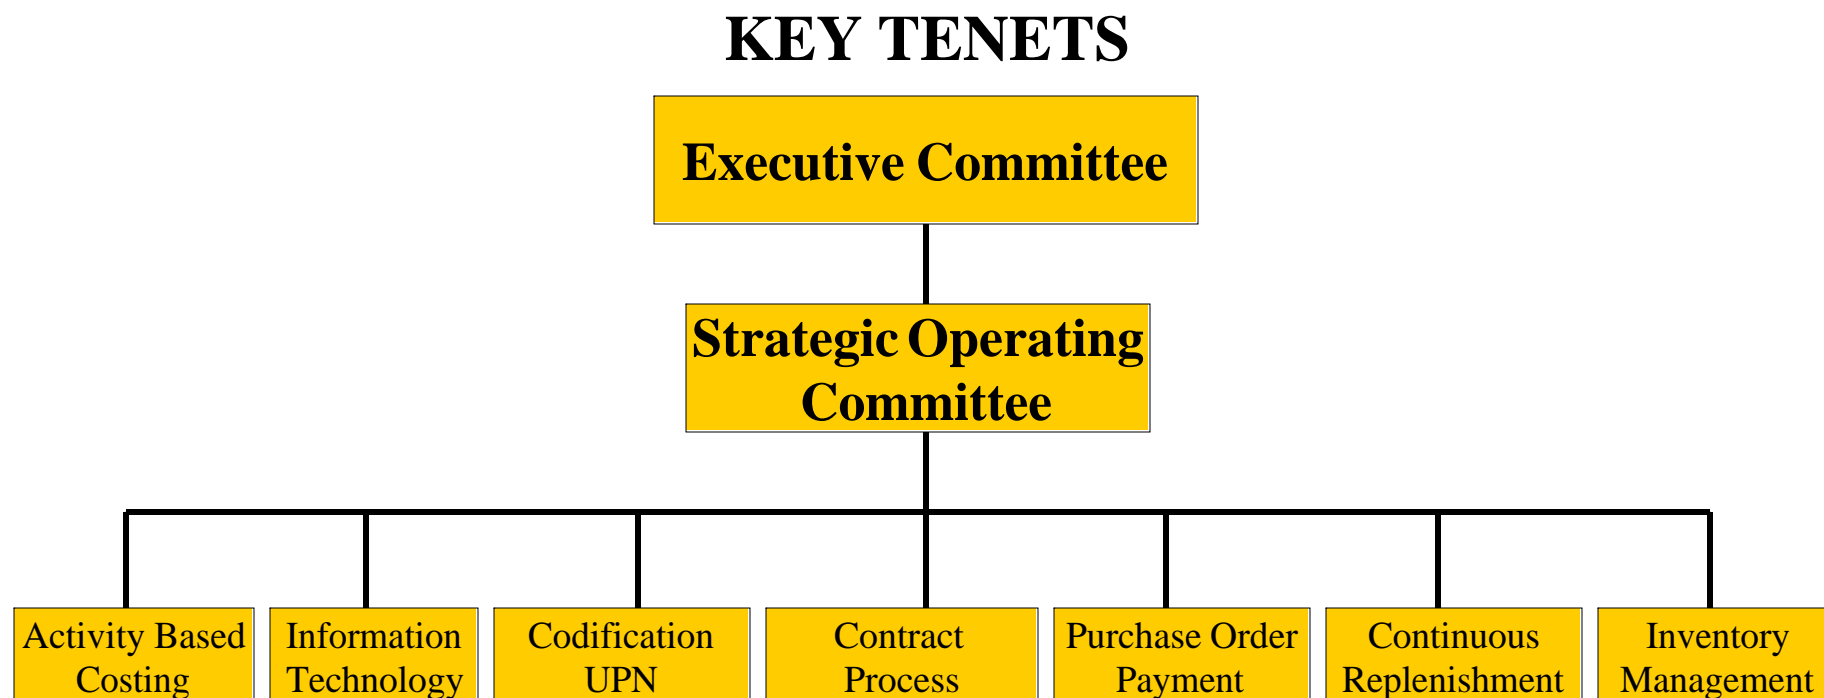 KEY TENETS
Executive Committee
Strategic Operating
Committee
Activity Based
Costing
Information
Technology
Codification
UPN
Contract
Process
Purchase Order
Payment
Continuous
Replenishment
Inventory
Management